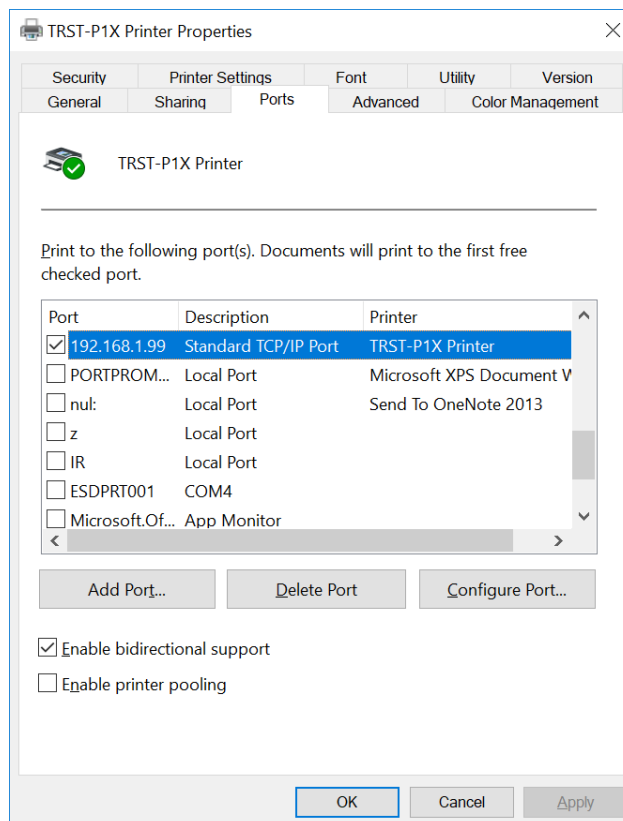 TRST-P1X Printer Properties
Security Printer Settings Font Utility Version
General Sharing Ports Advanced Color Management
TRST-P1X Printer
Print to the following port(s). Documents will print to the first free
checked port.
Port Description Printer
192.168.1.99 Standard TCP/IP Port TRST-P1X Printer
PORTPROM... Local Port Microsoft XPS Document W
nul: Local Port Send To OneNote 2013
z Local Port
IR Local Port
ESDPRT001 COM4
Microsoft.Of... App Monitor
Add Port... Delete Port Configure Port...
Enable bidirectional support
Enable printer pooling
OK Cancel Apply